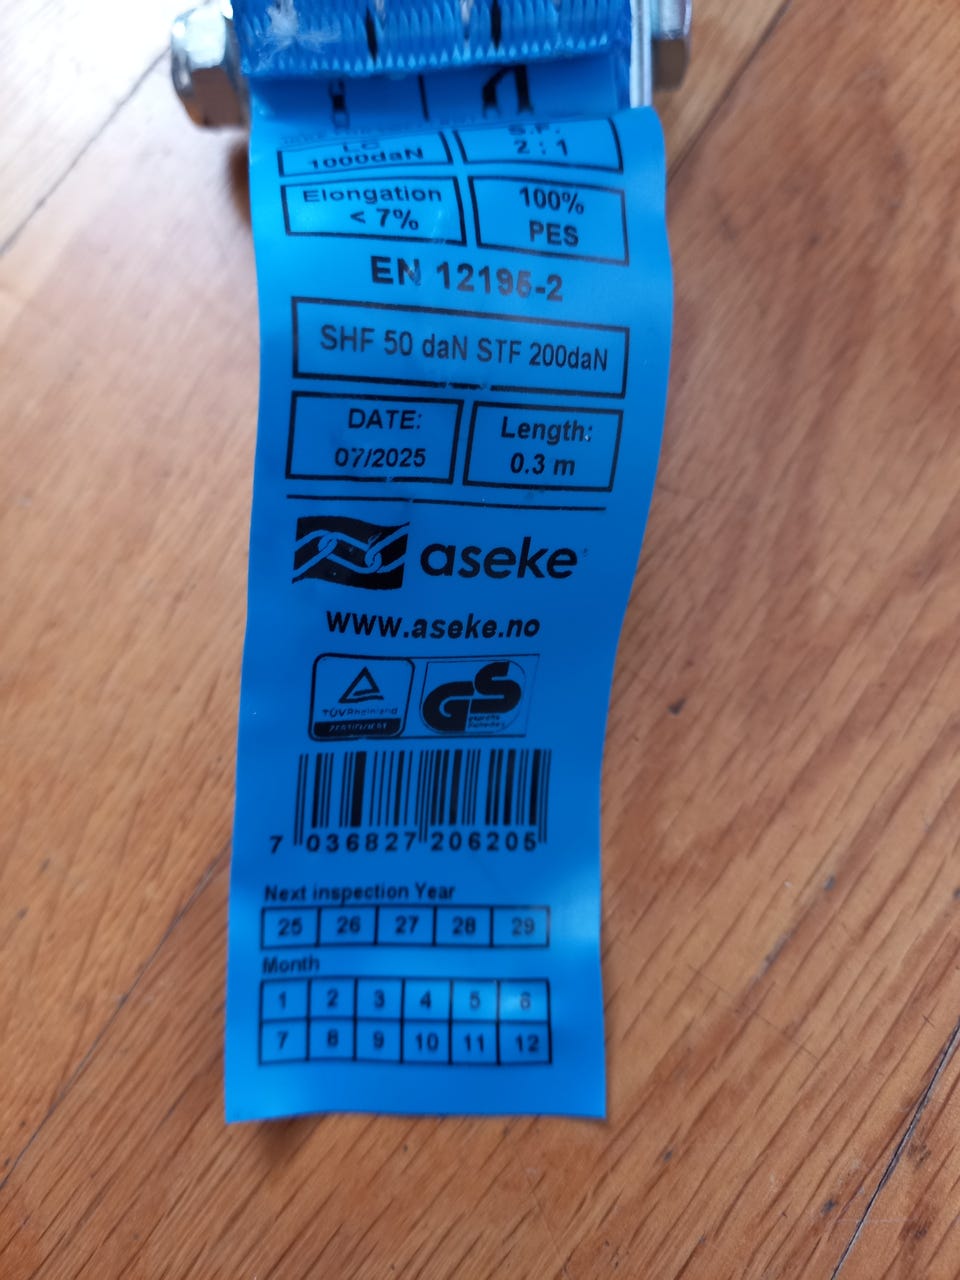 LC S.F.
1000daN 2 : 1
Elongation 100%
< 7% PES
EN 12195-2
SHF 50 daN STF 200daN
DATE: Length:
07/2025 0.3 m
aseke
www.aseke.no
TÜVRheinland
GS
7 036827 206205
Next inspection Year
25 26 27 28 29
Month
1 2 3 4 5 6
7 8 9 10 11 12